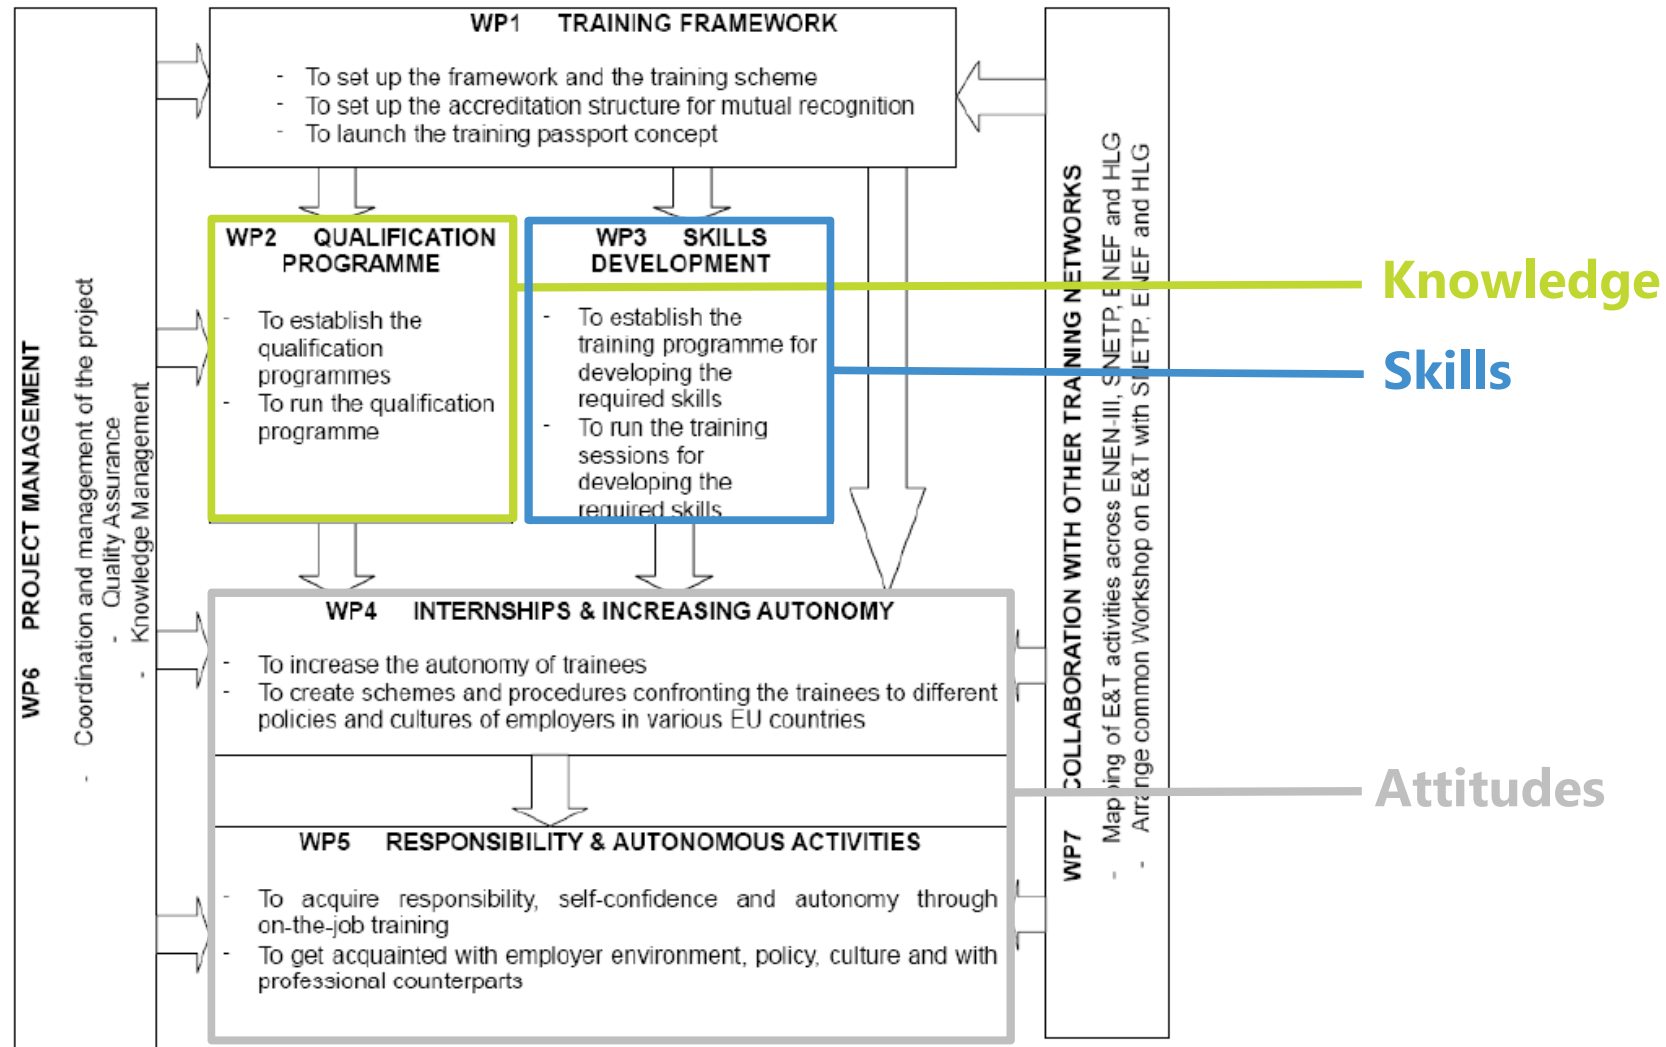 WP1 TRAINING FRAMEWORK
- To set up the framework and the training scheme
- To set up the accreditation structure for mutual recognition
- To launch the training passport concept
WP2 QUALIFICATION
PROGRAMME
- To establish the
qualification
programmes
- To run the qualification
programme
WP3 SKILLS
DEVELOPMENT
- To establish the
training programme for
developing the
required skills
- To run the training
sessions for
developing the
required skills
WP4 INTERNSHIPS & INCREASING AUTONOMY
- To increase the autonomy of trainees
- To create schemes and procedures confronting the trainees to different
policies and cultures of employers in various EU countries
WP5 RESPONSIBILITY & AUTONOMOUS ACTIVITIES
- To acquire responsibility, self-confidence and autonomy through
on-the-job training
- To get acquainted with employer environment, policy, culture and with
professional counterparts
WP6 PROJECT MANAGEMENT
- Coordination and management of the project
- Quality Assurance
- Knowledge Management
WP7 COLLABORATION WITH OTHER TRAINING NETWORKS
- Mapping of E&T activities across ENEN-III, SNETP, ENEF and HLG
- Arrange common Workshop on E&T with SNETP, ENEF and HLG
Knowledge
Skills
Attitudes